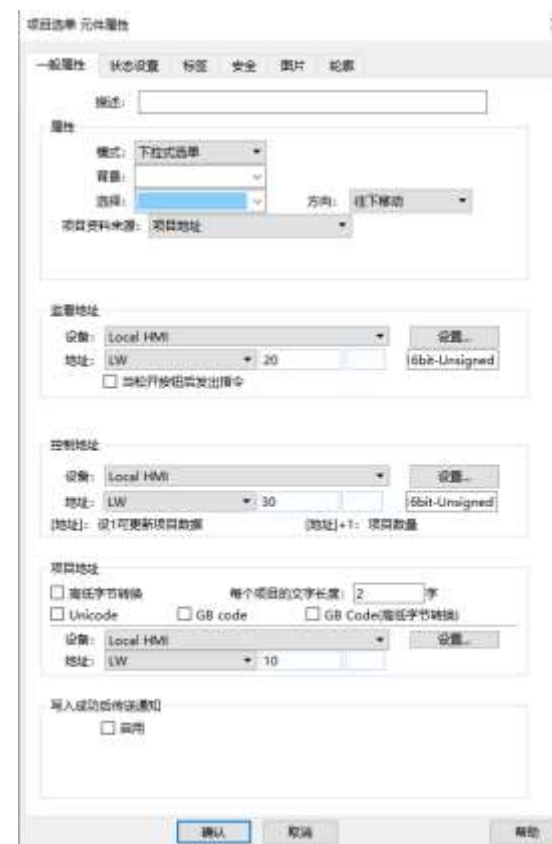 项目选单 元件属性
一般属性 状态设置 标签 安全 图片 轮廓
描述:
属性
模式: 下拉式选单
背景:
选择: 方向: 往下移动
项目资料来源: 项目地址
监看地址
设备: Local HMI 设置...
地址: LW 20 16bit-Unsigned
当松开按钮后发出指令
控制地址
设备: Local HMI 设置...
地址: LW 30 16bit-Unsigned
[地址]: 设1可更新项目数据 [地址]+1: 项目数量
项目地址
高低字节转换 每个项目的文字长度: 2 字
Unicode GB code GB Code(高低字节转换)
设备: Local HMI 设置...
地址: LW 10
写入成功后传送通知
启用
确认 取消 帮助